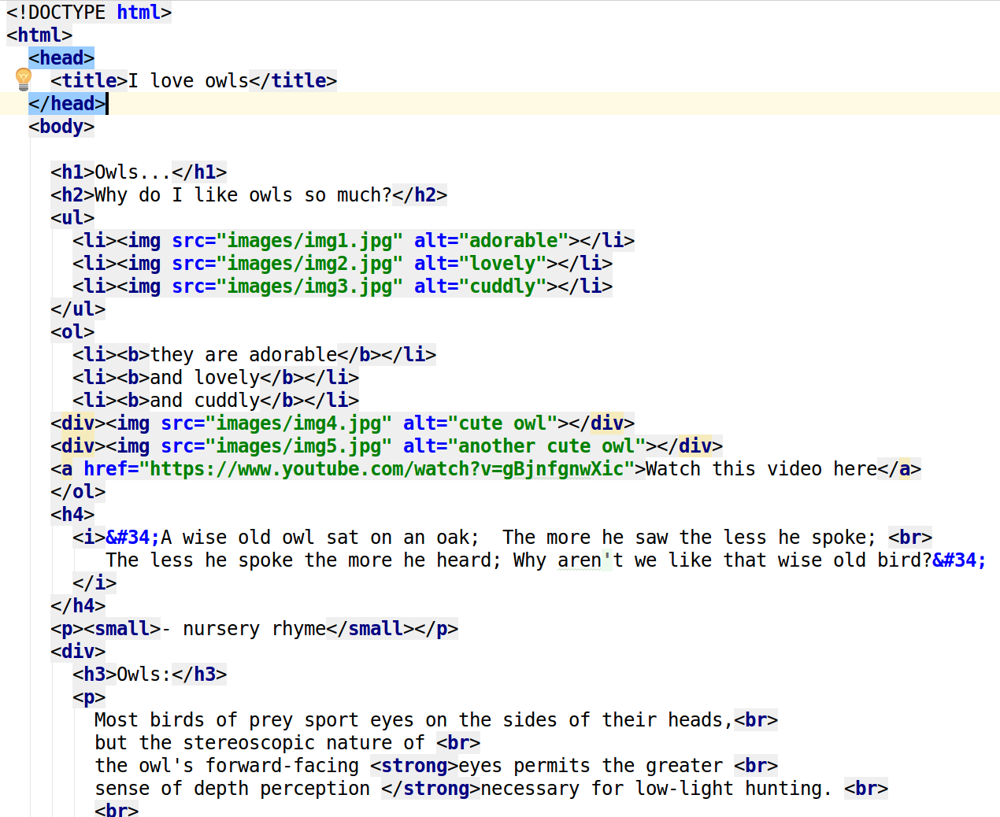 <!DOCTYPE html>
<html>
  <head>
    <title>I love owls</title>
  </head>
  <body>

    <h1>Owls...</h1>
    <h2>Why do I like owls so much?</h2>
    <ul>
      <li><img src="images/img1.jpg" alt="adorable"></li>
      <li><img src="images/img2.jpg" alt="lovely"></li>
      <li><img src="images/img3.jpg" alt="cuddly"></li>
    </ul>
    <ol>
      <li><b>they are adorable</b></li>
      <li><b>and lovely</b></li>
      <li><b>and cuddly</b></li>
    <div><img src="images/img4.jpg" alt="cute owl"></div>
    <div><img src="images/img5.jpg" alt="another cute owl"></div>
    <a href="https://www.youtube.com/watch?v=gBjnfgnwXic">Watch this video here</a>
    </ol>
    <h4>
      <i>&#34;A wise old owl sat on an oak;  The more he saw the less he spoke; <br>
         The less he spoke the more he heard; Why aren't we like that wise old bird?&#34;
      </i>
    </h4>
    <p><small>- nursery rhyme</small></p>
    <div>
      <h3>Owls:</h3>
      <p>
        Most birds of prey sport eyes on the sides of their heads,<br>
        but the stereoscopic nature of <br>
        the owl's forward-facing <strong>eyes permits the greater <br>
        sense of depth perception </strong>necessary for low-light hunting. <br>
        <br>